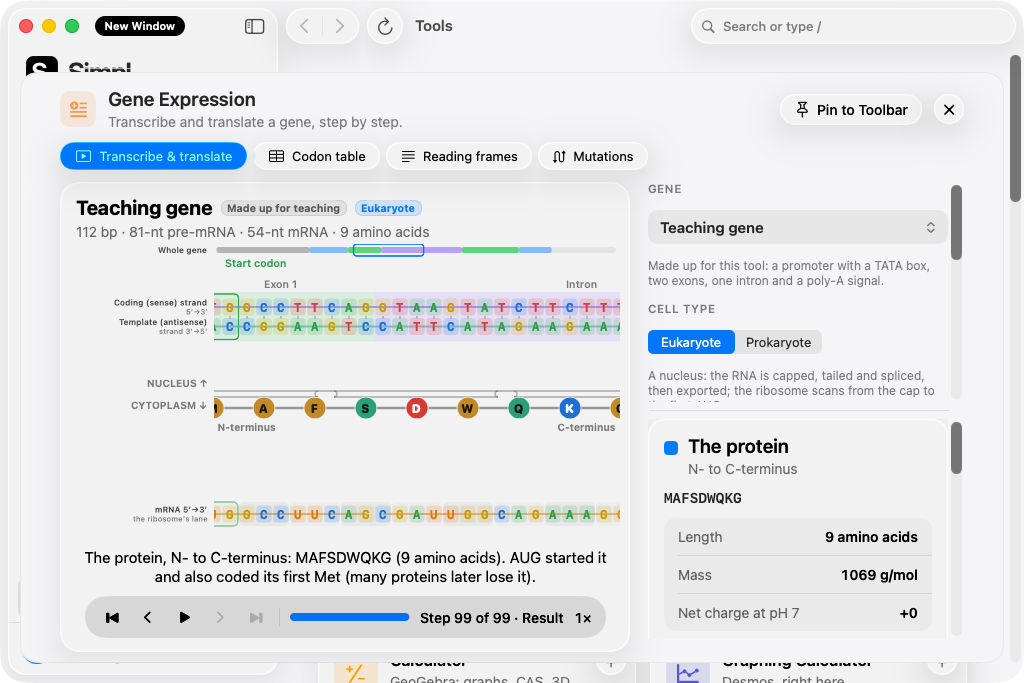 New Window
Tools
Search or type /
Simpl
Gene Expression
Transcribe and translate a gene, step by step.
Pin to Toolbar
Transcribe & translate
Codon table
Reading frames
Mutations
Teaching gene
Made up for teaching
Eukaryote
112 bp · 81-nt pre-mRNA · 54-nt mRNA · 9 amino acids
Whole gene
Start codon
Exon 1
Intron
Coding (sense) strand
5'→3'
G G C C T T C A G G T A A G T A T C T T C T T T
Template (antisense)
strand 3'→5'
C C G G A A G T C C A T T C A T A G A A G A A A
NUCLEUS ↑
CYTOPLASM ↓
A F S D W Q K
N-terminus
C-terminus
mRNA 5'→3'
the ribosome's lane
G G C C U U C A G C G A U U G G C A G A A A G G
The protein, N- to C-terminus: MAFSDWQKG (9 amino acids). AUG started it
and also coded its first Met (many proteins later lose it).
Step 99 of 99 · Result
1×
GENE
Teaching gene
Made up for this tool: a promoter with a TATA box,
two exons, one intron and a poly-A signal.
CELL TYPE
Eukaryote
Prokaryote
A nucleus: the RNA is capped, tailed and spliced,
then exported; the ribosome scans from the cap to
the first AUG
The protein
N- to C-terminus
MAFSDWQKG
Length
9 amino acids
Mass
1069 g/mol
Net charge at pH 7
+0
Calculator
GeoGebra: graphs, CAS, 3D
Graphing Calculator
Desmos, right here